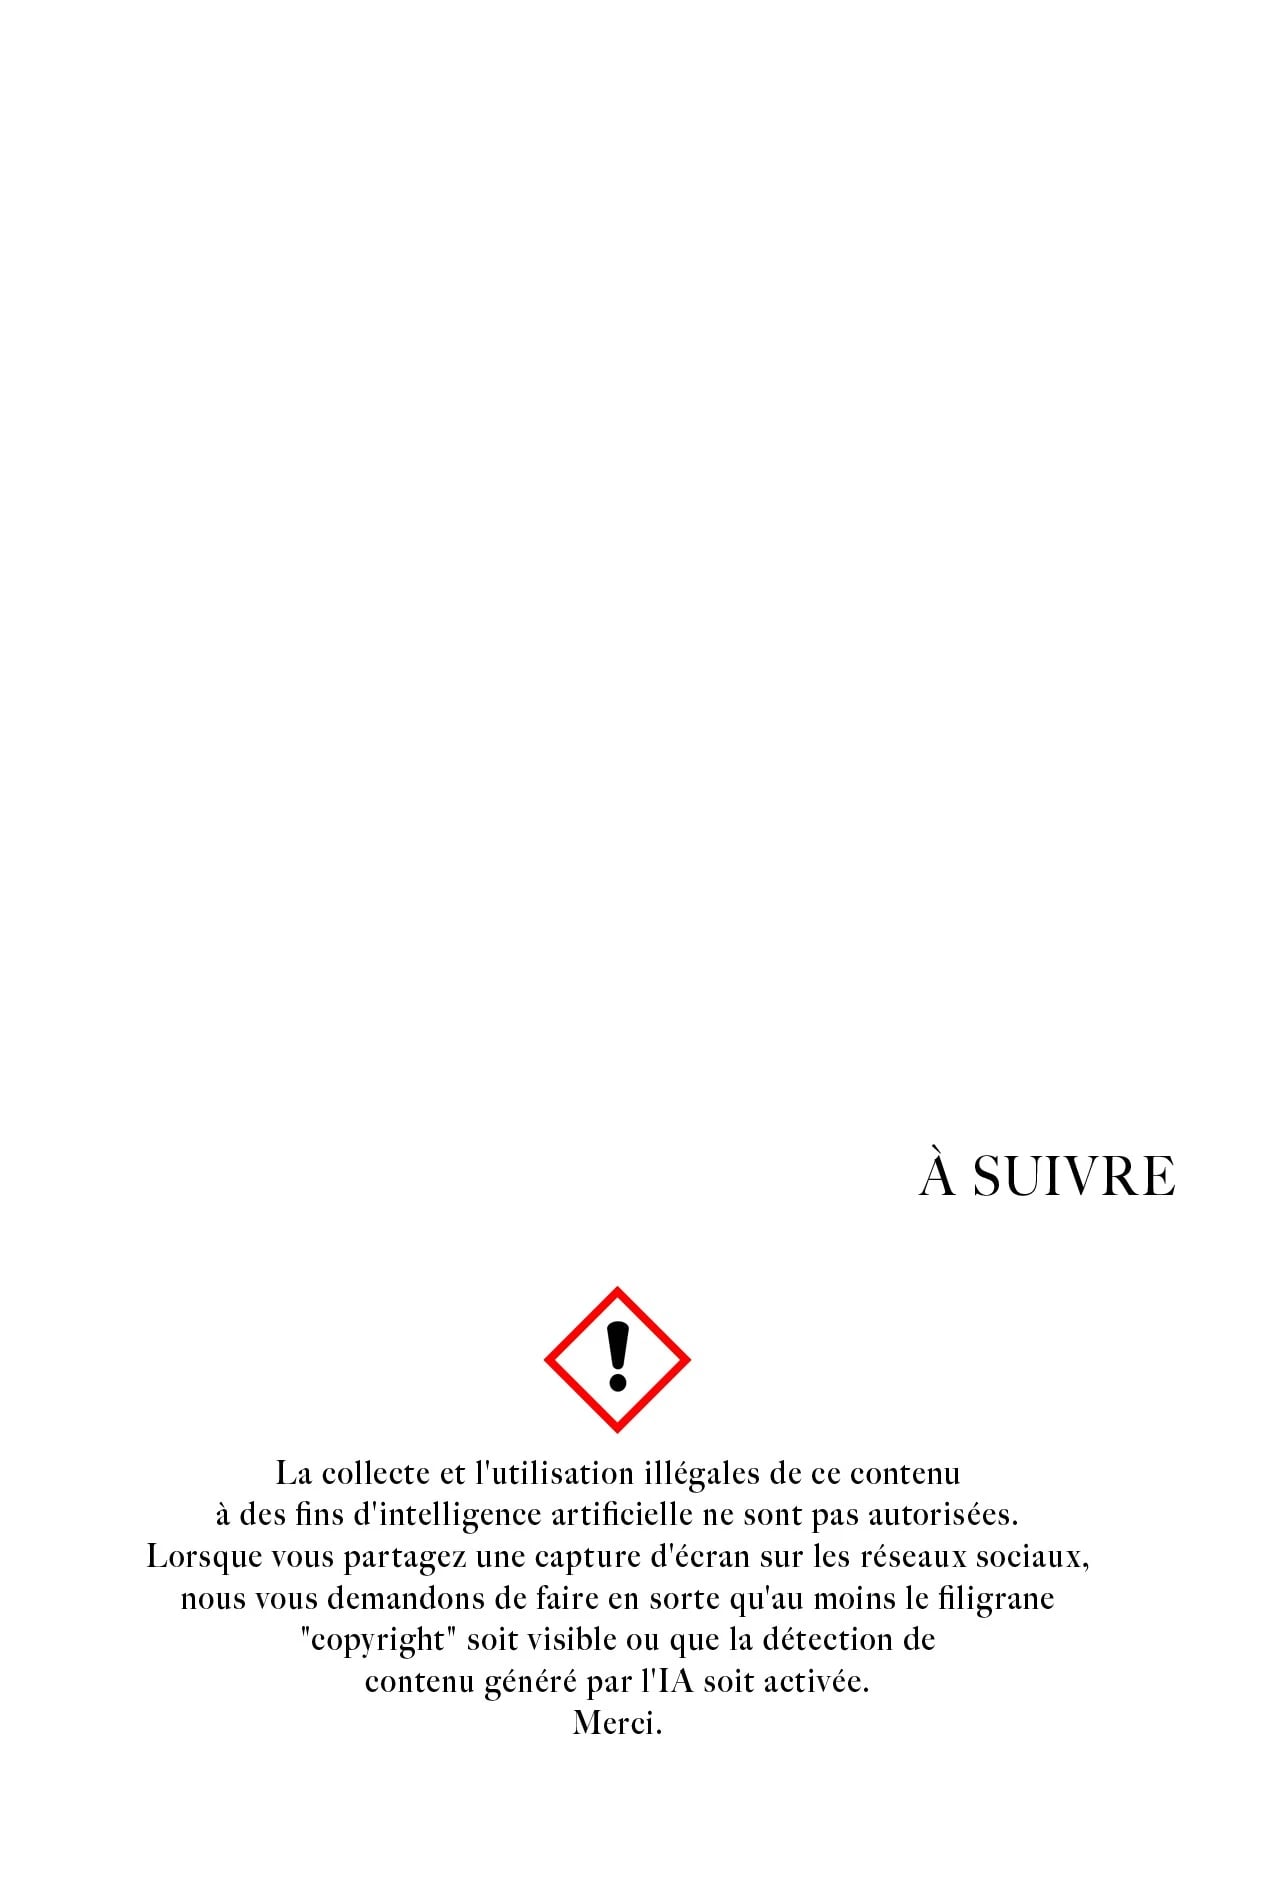 À SUIVRE
La collecte et l'utilisation illégales de ce contenu
à des fins d'intelligence artificielle ne sont pas autorisées.
Lorsque vous partagez une capture d'écran sur les réseaux sociaux,
nous vous demandons de faire en sorte qu'au moins le filigrane
"copyright" soit visible ou que la détection de
contenu généré par l'IA soit activée.
Merci.